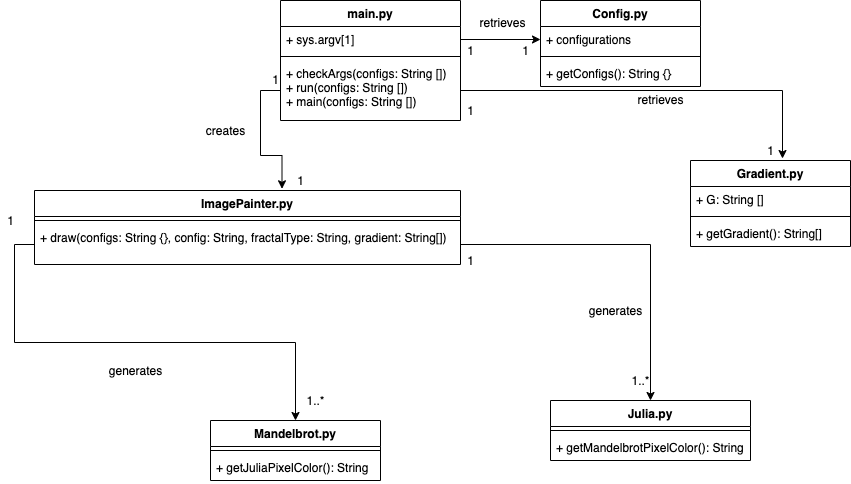 main.py
+ sys.argv[1]
+ checkArgs(configs: String [])
+ run(configs: String [])
+ main(configs: String [])
retrieves
1
1
Config.py
+ configurations
+ getConfigs(): String {}
1
retrieves
1
1
Gradient.py
+ G: String []
+ getGradient(): String[]
creates
1
ImagePainter.py
+ draw(configs: String {}, config: String, fractalType: String, gradient: String[])
1
1
generates
1..*
Julia.py
+ getMandelbrotPixelColor(): String
generates
1..*
Mandelbrot.py
+ getJuliaPixelColor(): String